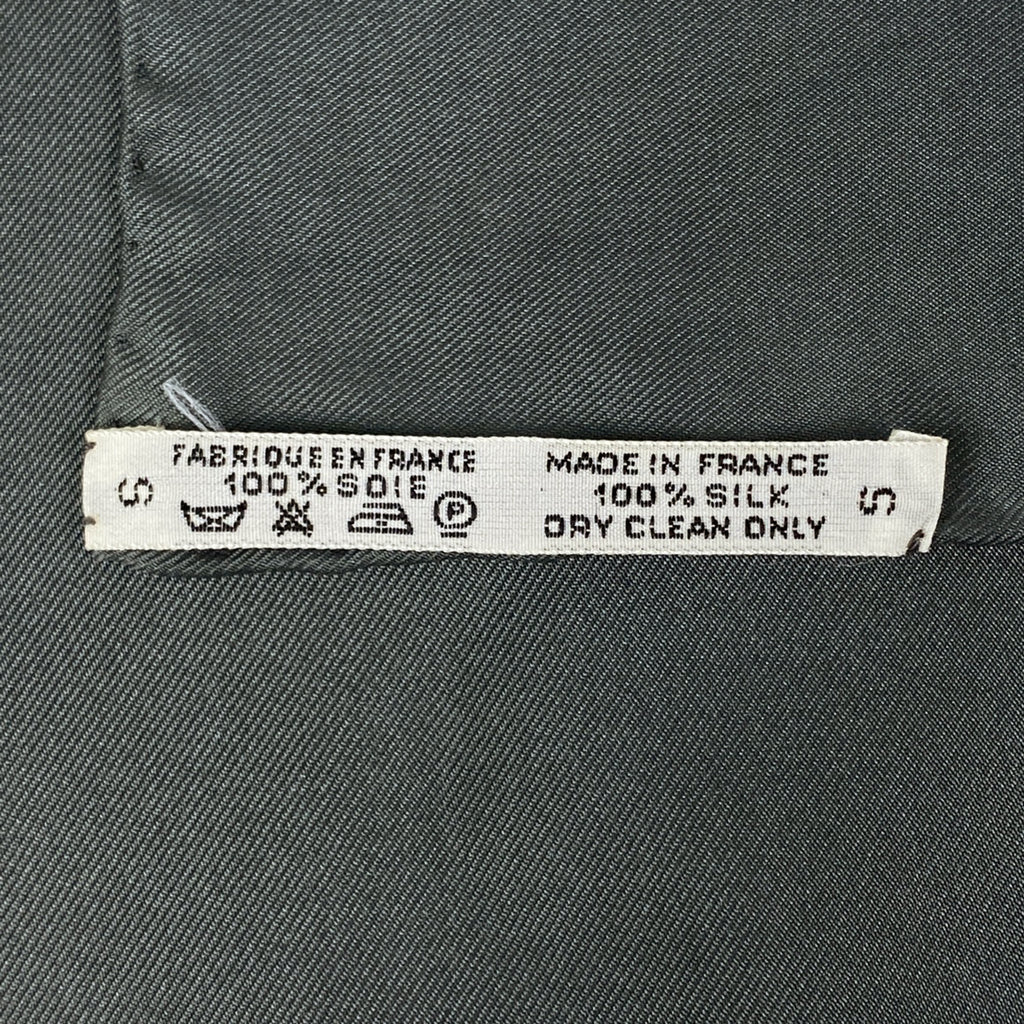 S
FABRIQUE EN FRANCE
100% SOIE
P
MADE IN FRANCE
100% SILK
DRY CLEAN ONLY
S